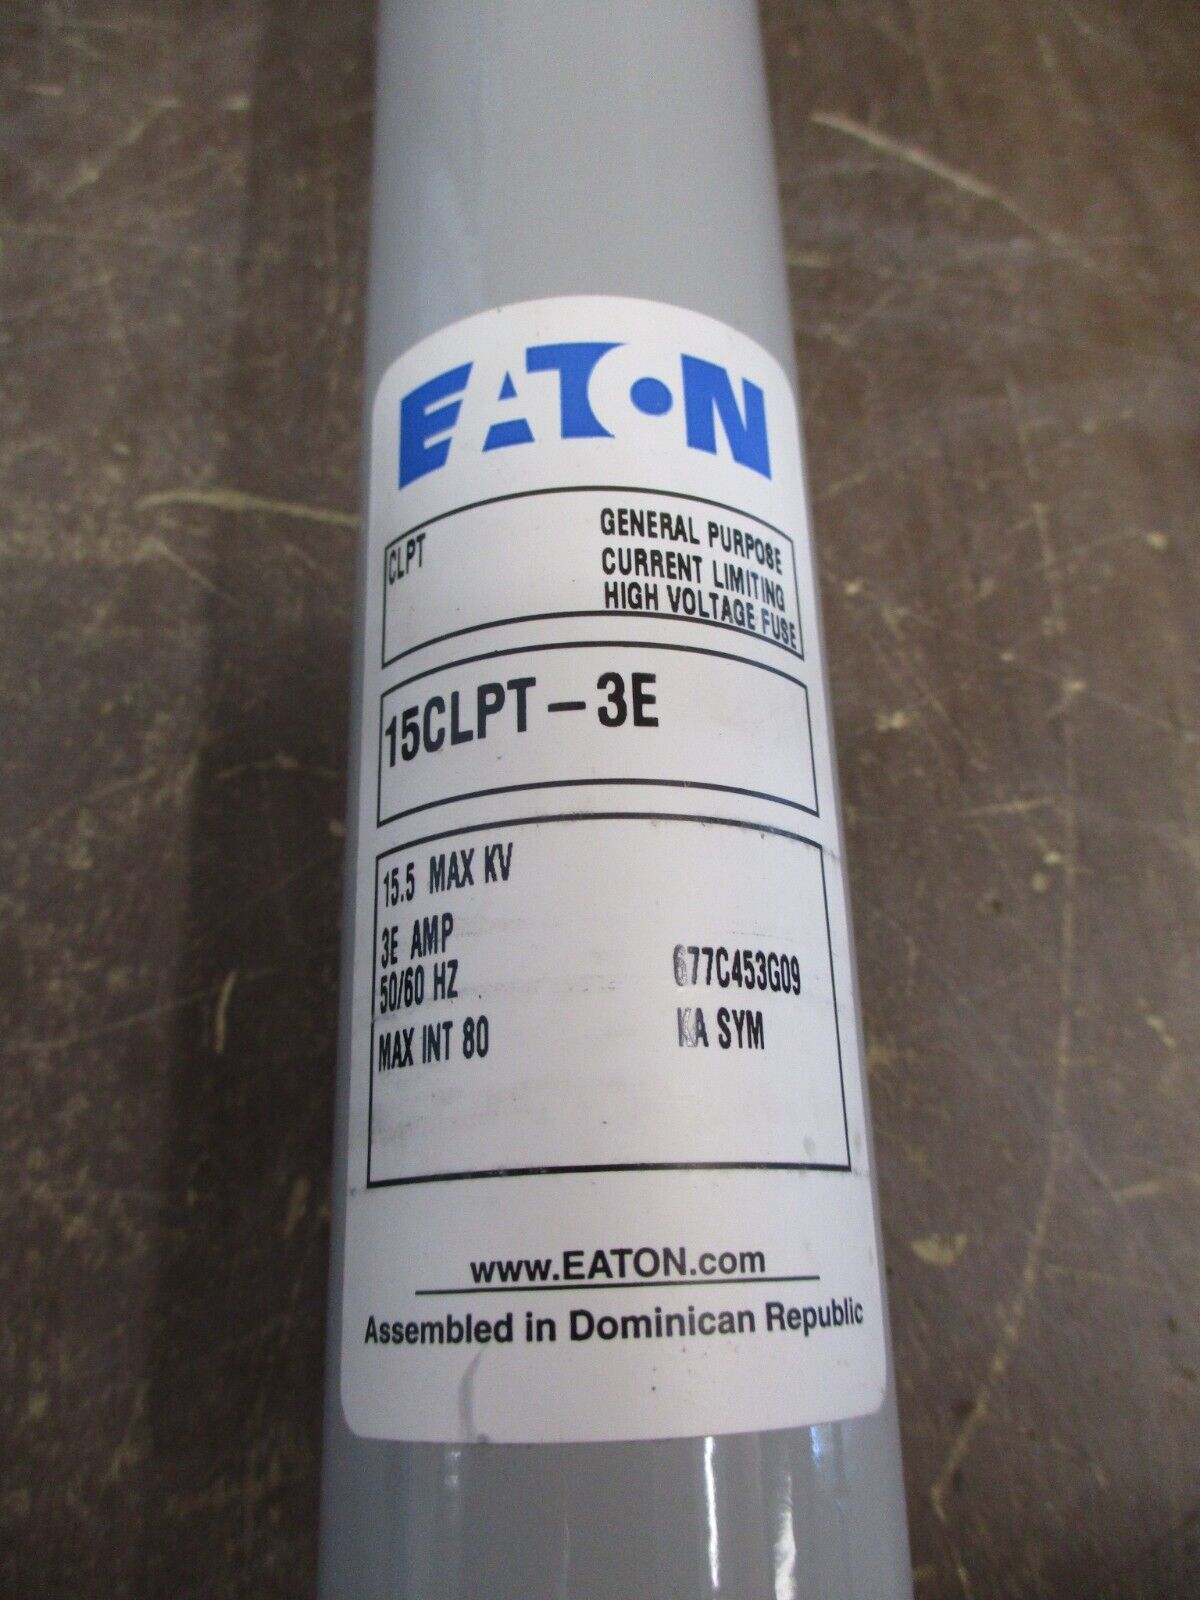 EATON
CLPT
GENERAL PURPOSE
CURRENT LIMITING
HIGH VOLTAGE FUSE
15CLPT-3E
15.5 MAX KV
3E AMP
50/60 HZ 677C453G09
MAX INT 80 KA SYM
www.EATON.com
Assembled in Dominican Republic